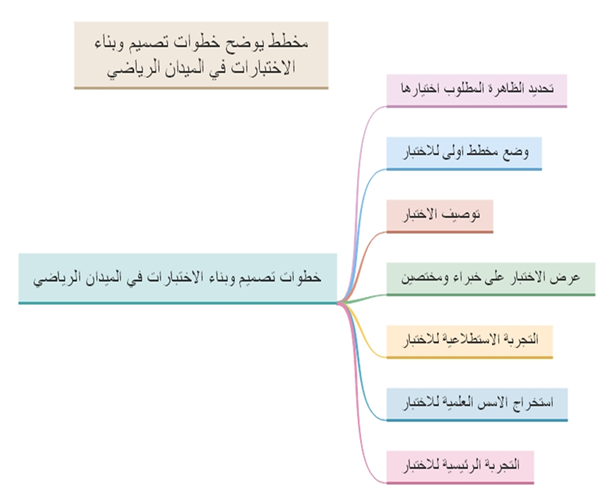 مخطط يوضح خطوات تصميم وبناء
الاختبارات في الميدان الرياضي
تحديد الظاهرة المطلوب اختيارها
وضع مخطط اولى للاختبار
توصيف الاختبار
خطوات تصميم وبناء الاختبارات في الميدان الرياضي
عرض الاختبار على خبراء ومختصين
التجربة الاستطلاعية للاختبار
استخراج الاسس العلمية للاختبار
التجربة الرئيسية للاختبار